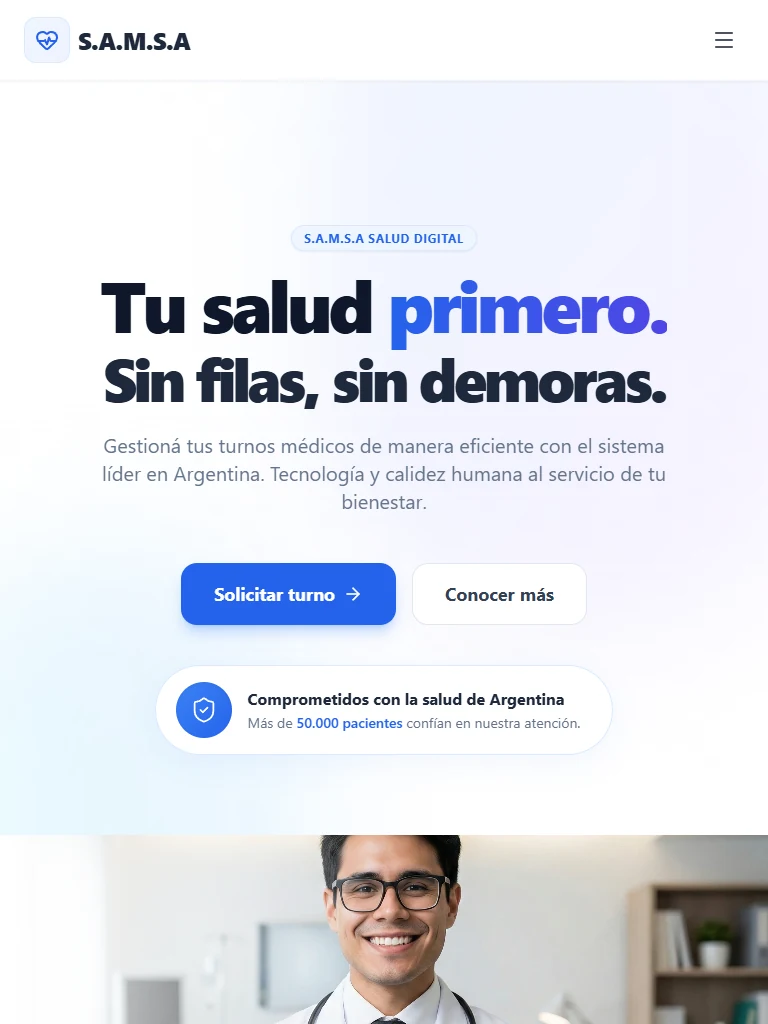 S.A.M.S.A
S.A.M.S.A SALUD DIGITAL
Tu salud primero.
Sin filas, sin demoras.
Gestioná tus turnos médicos de manera eficiente con el sistema
líder en Argentina. Tecnología y calidez humana al servicio de tu
bienestar.
Solicitar turno →
Conocer más
Comprometidos con la salud de Argentina
Más de 50.000 pacientes confían en nuestra atención.